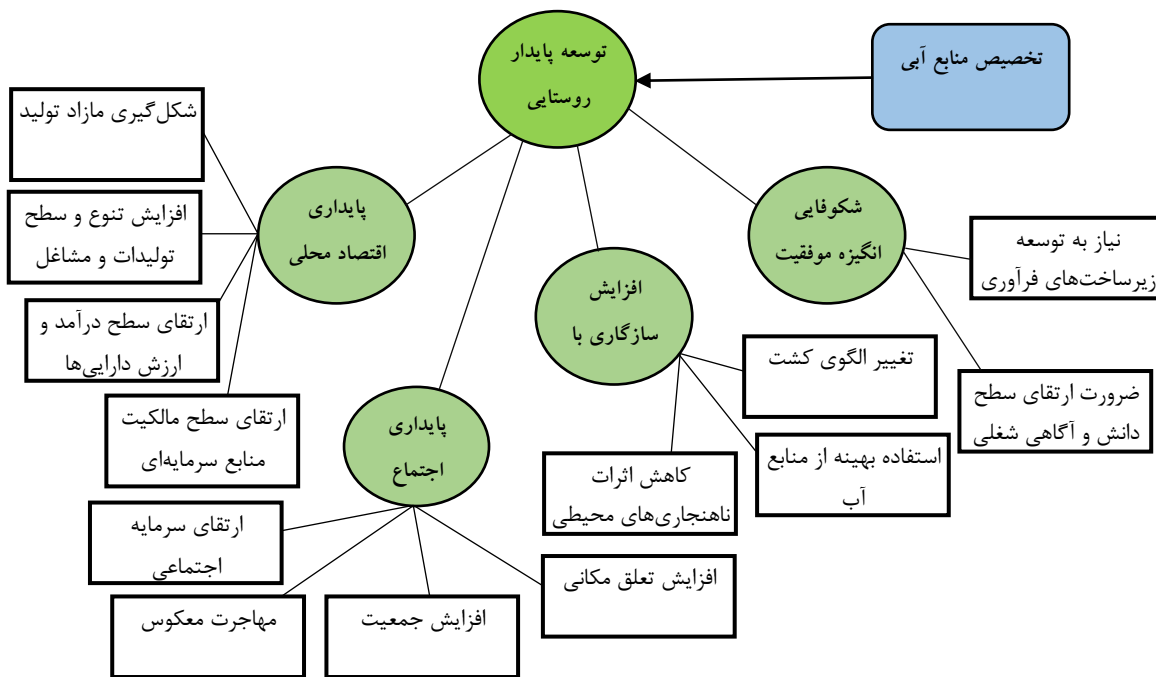 توسعه پایدار
روستایی
تخصیص منابع آبی
شکل‌گیری مازاد تولید
افزایش تنوع و سطح
تولیدات و مشاغل
ارتقای سطح درآمد و
ارزش دارایی‌ها
ارتقای سطح مالکیت
منابع سرمایه‌ای
پایداری
اقتصاد محلی
شکوفایی
انگیزه موفقیت
نیاز به توسعه
زیرساخت‌های فرآوری
ضرورت ارتقای سطح
دانش و آگاهی شغلی
افزایش
سازگاری با
تغییر الگوی کشت
استفاده بهینه از منابع
آب
کاهش اثرات
ناهنجاری‌های محیطی
پایداری
اجتماع
ارتقای سرمایه
اجتماعی
مهاجرت معکوس
افزایش جمعیت
افزایش تعلق مکانی